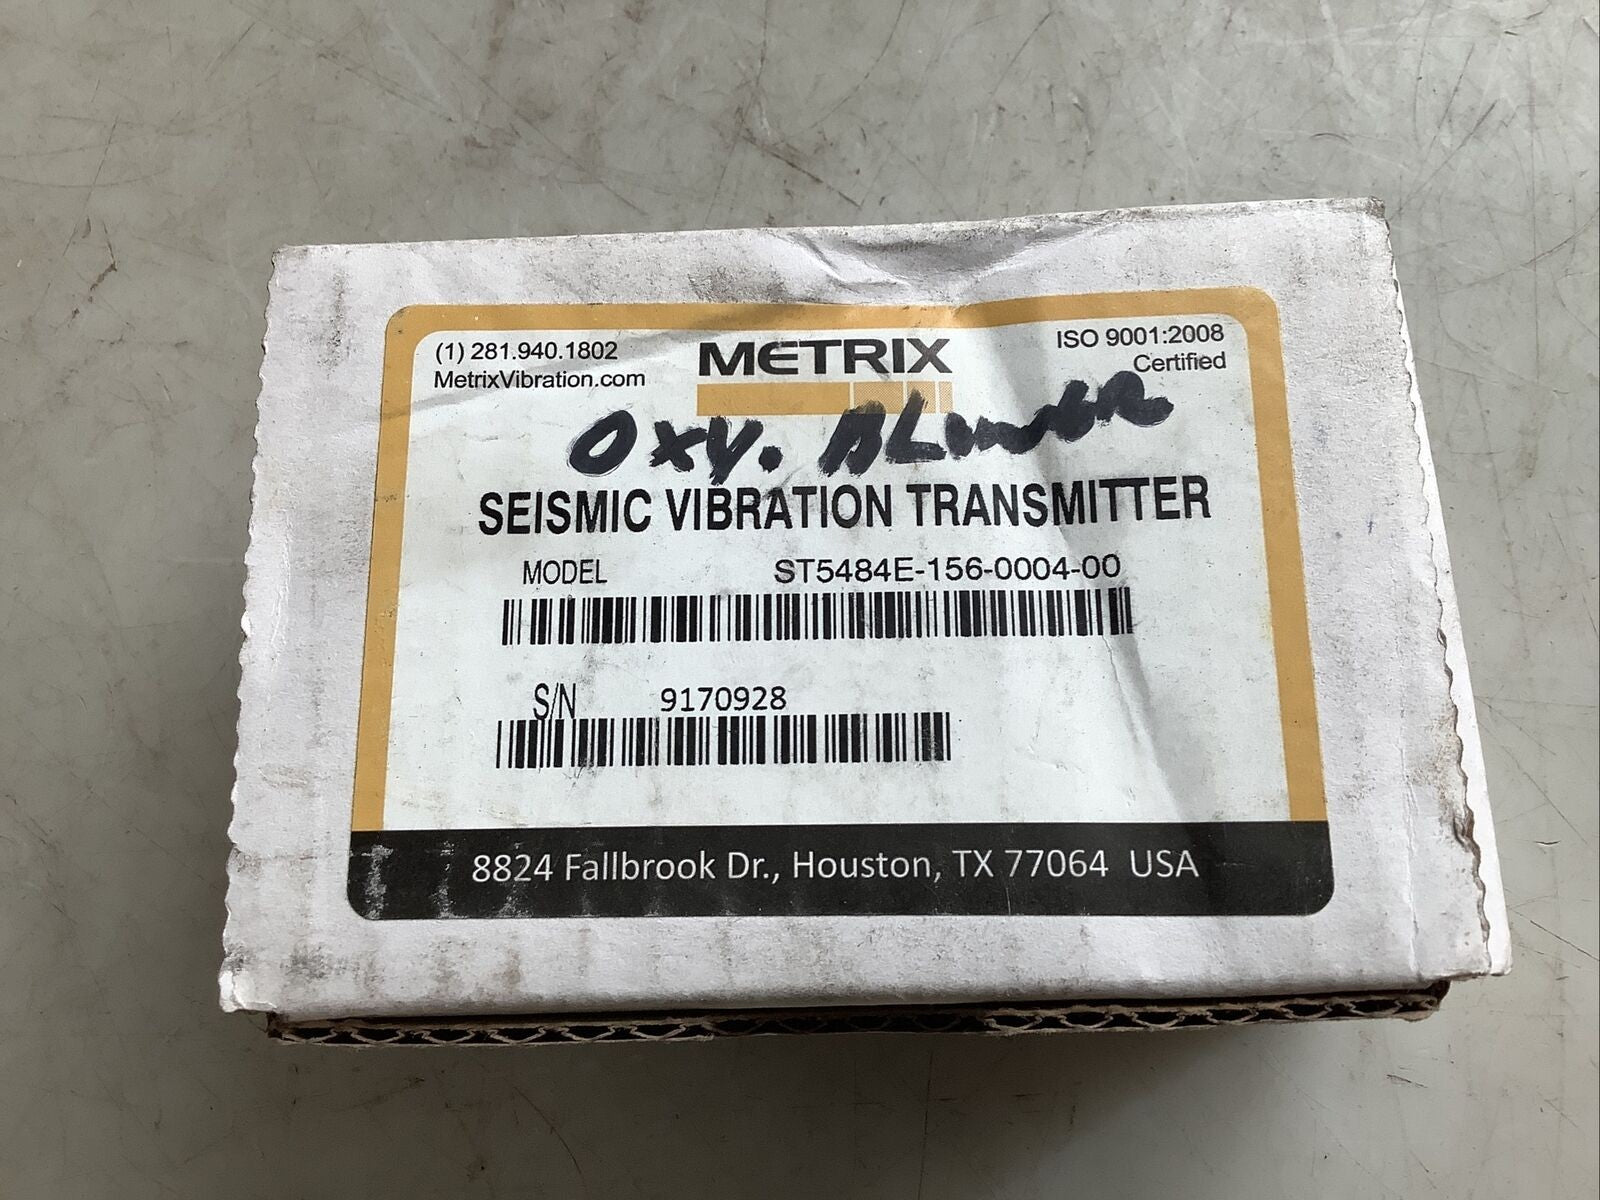 (1) 281.940.1802
MetrixVibration.com
METRIX
ISO 9001:2008
Certified
OXY.
SEISMIC VIBRATION TRANSMITTER
MODEL ST5484E-156-0004-00
S/N 9170928
8824 Fallbrook Dr., Houston, TX 77064 USA